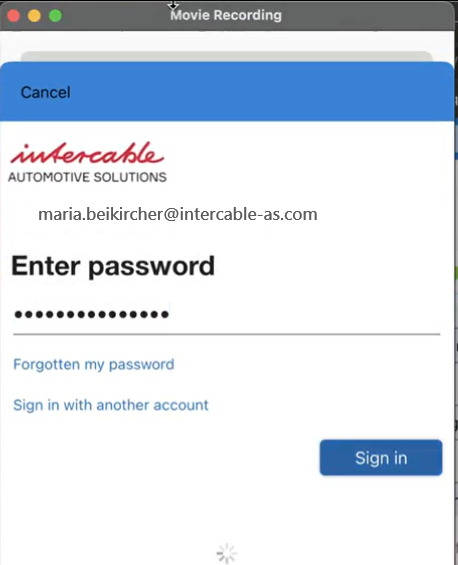 Movie Recording
Cancel
intercable
AUTOMOTIVE SOLUTIONS
maria.beikircher@intercable-as.com
Enter password
•••••••••••••••
Forgotten my password
Sign in with another account
Sign in